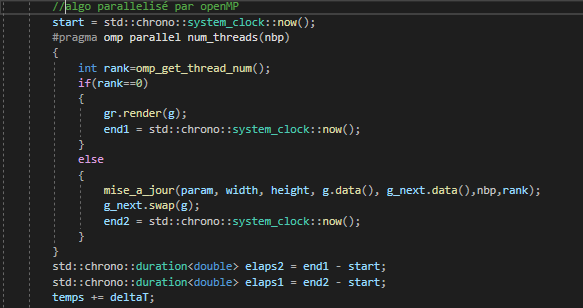 //algo parallelisé par openMP
start = std::chrono::system_clock::now();
#pragma omp parallel num_threads(nbp)
{
int rank=omp_get_thread_num();
if(rank==0)
{
gr.render(g);
end1 = std::chrono::system_clock::now();
}
else
{
mise_a_jour(param, width, height, g.data(), g_next.data(),nbp,rank);
g_next.swap(g);
end2 = std::chrono::system_clock::now();
}
}
std::chrono::duration<double> elaps2 = end1 - start;
std::chrono::duration<double> elaps1 = end2 - start;
temps += deltaT;